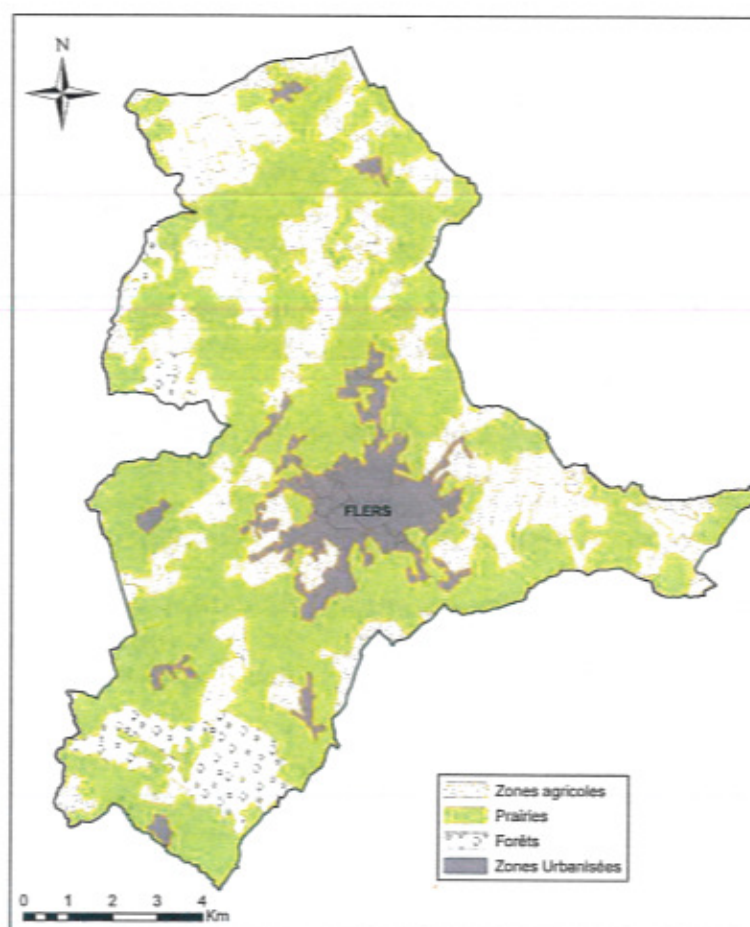 N
FLERS
Zones agricoles
Prairies
Forêts
Zones Urbanisées
0 1 2 3 4
Km